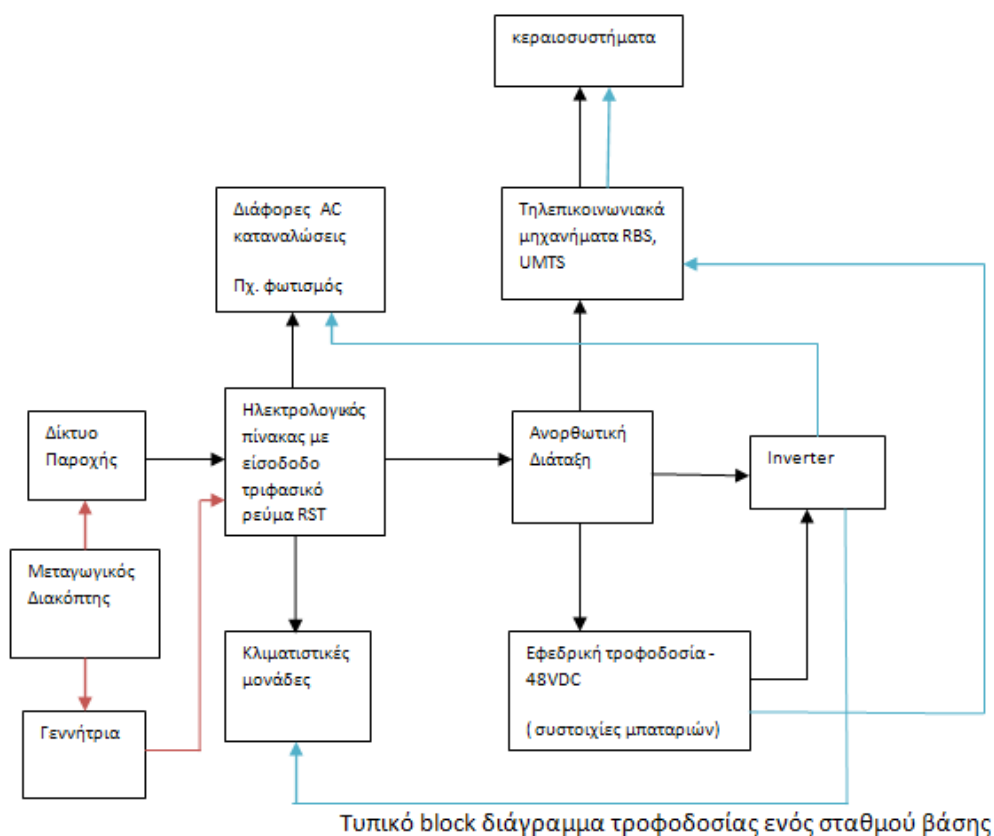 κεραιοσυστήματα
Διάφορες AC
καταναλώσεις
Πχ. φωτισμός
Τηλεπικοινωνιακά
μηχανήματα RBS,
UMTS
Δίκτυο
Παροχής
Ηλεκτρολογικός
πίνακας με
είσοδοδο
τριφασικό
ρεύμα RST
Ανορθωτική
Διάταξη
Inverter
Μεταγωγικός
Διακόπτης
Κλιματιστικές
μονάδες
Εφεδρική τροφοδοσία -
48VDC
( συστοιχίες μπαταριών)
Γεννήτρια
Τυπικό block διάγραμμα τροφοδοσίας ενός σταθμού βάσης